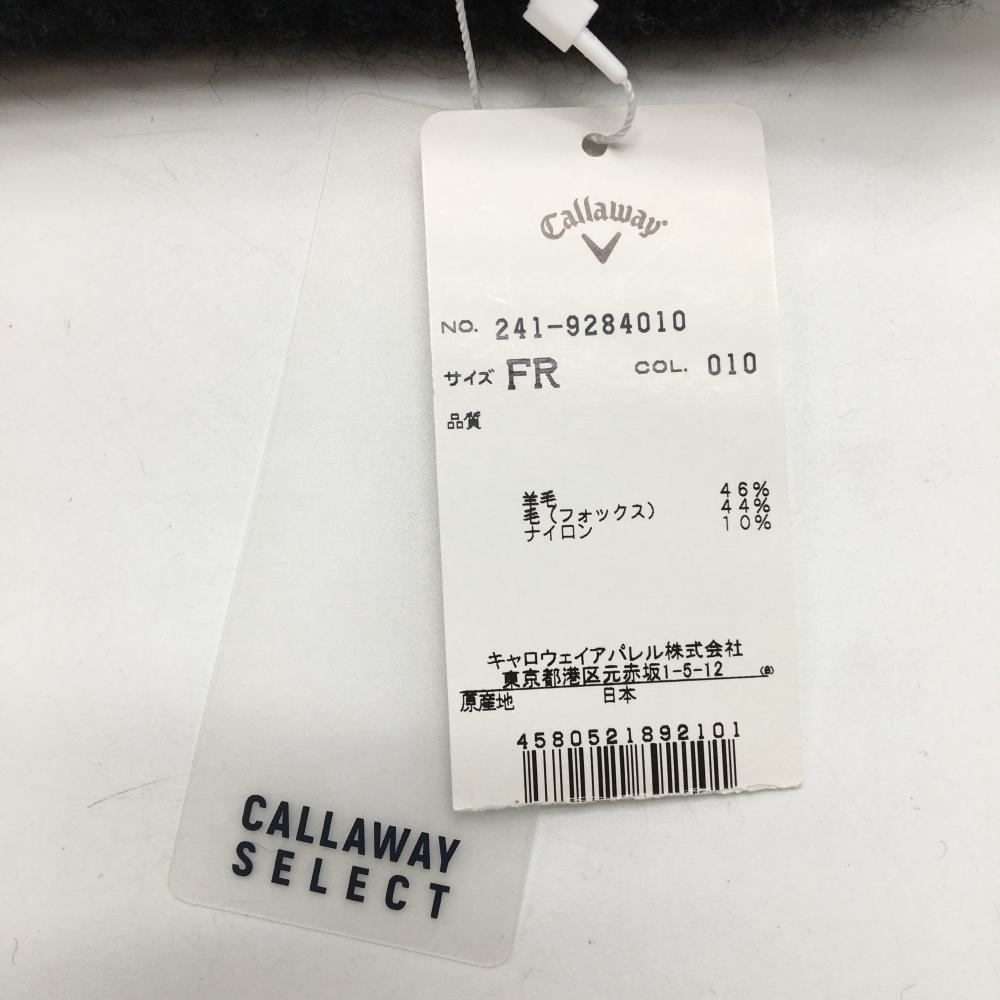 Callaway
NO. 241-9284010
サイズ FR COL. 010
品質
羊毛 46%
毛(フォックス) 44%
ナイロン 10%
キャロウェイアパレル株式会社
東京都港区元赤坂1-5-12
原産地 日本
4580521892101
CALLAWAY
SELECT